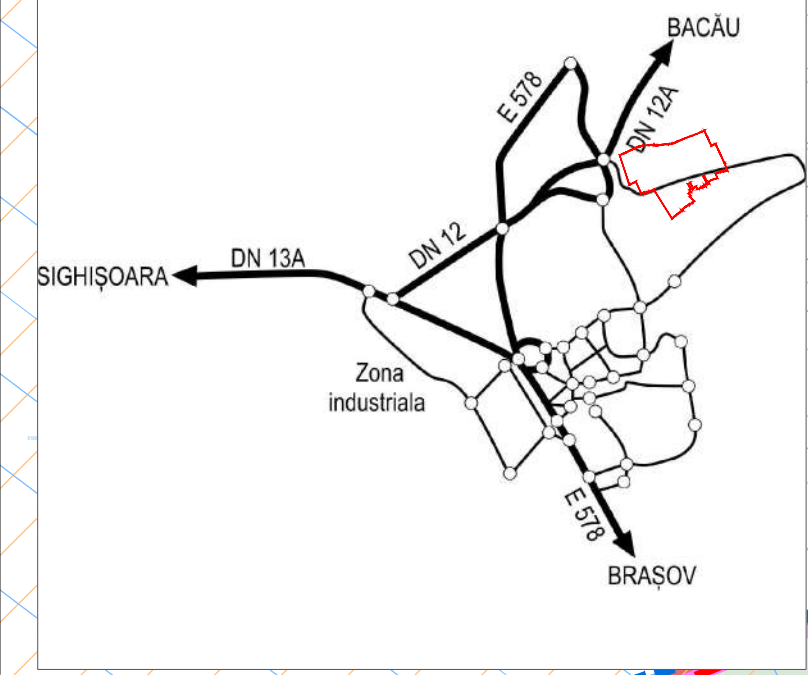 BACĂU
E 578
DN 12A
DN 12
DN 13A
SIGHIȘOARA
Zona
industriala
E 578
BRAȘOV